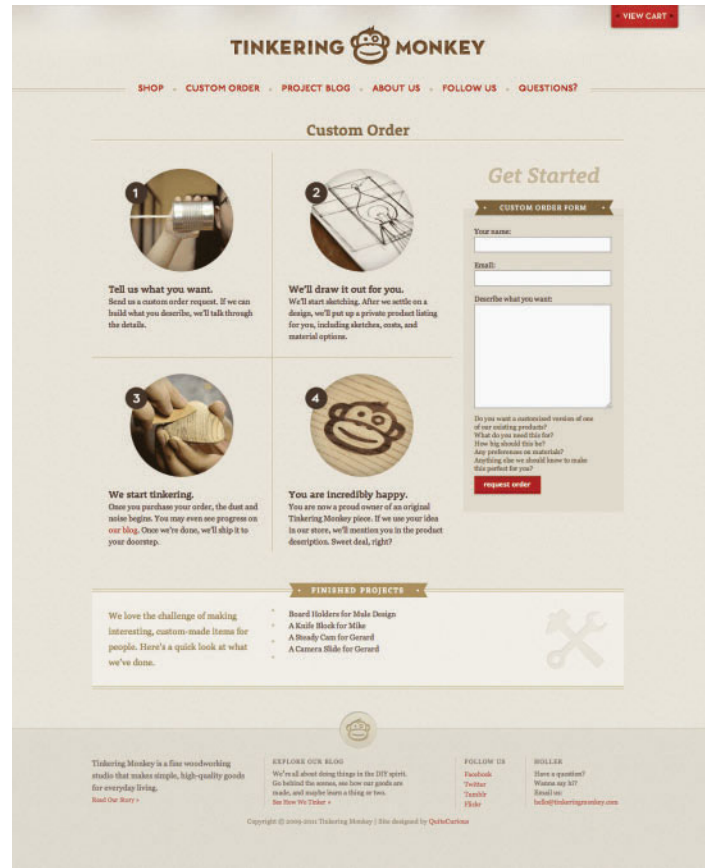 VIEW CART
TINKERING MONKEY
SHOP CUSTOM ORDER PROJECT BLOG ABOUT US FOLLOW US QUESTIONS?
Custom Order
1
Tell us what you want.
Send us a custom order request. If we can
build what you describe, we'll talk through
the details.
2
We'll draw it out for you.
We'll start sketching. After we settle on a
design, we'll put up a private product listing
for you, including sketches, costs, and
material options.
3
We start tinkering.
Once you purchase your order, the dust and
noise begins. You may even see progress on
our blog. Once we're done, we'll ship it to
your doorstep.
4
You are incredibly happy.
You are now a proud owner of an original
Tinkering Monkey piece. If we use your idea
in our store, we'll mention you in the product
description. Sweet deal, right?
Get Started
CUSTOM ORDER FORM
Your name:
Email:
Describe what you want:
Do you want a customized version of one
of our existing products?
What do you need this for?
How big should this be?
Any preferences on materials?
Anything else we should know to make
this perfect for you?
request order
FINISHED PROJECTS
We love the challenge of making
interesting, custom-made items for
people. Here's a quick look at what
we've done.
Board Holders for Mule Design
A Knife Block for Mike
A Steady Cam for Gerard
A Camera Slide for Gerard
Tinkering Monkey is a fine woodworking
studio that makes simple, high-quality goods
for everyday living.
Read Our Story »
EXPLORE OUR BLOG
We're all about doing things in the DIY spirit.
Go behind the scenes, see how our goods are
made, and maybe learn a thing or two.
See How We Tinker »
FOLLOW US
Facebook
Twitter
Tumblr
Flickr
HOLLER
Have a question?
Wanna say hi?
Email us:
hello@tinkeringmonkey.com
Copyright © 2009-2011 Tinkering Monkey | Site designed by QuiteCurious